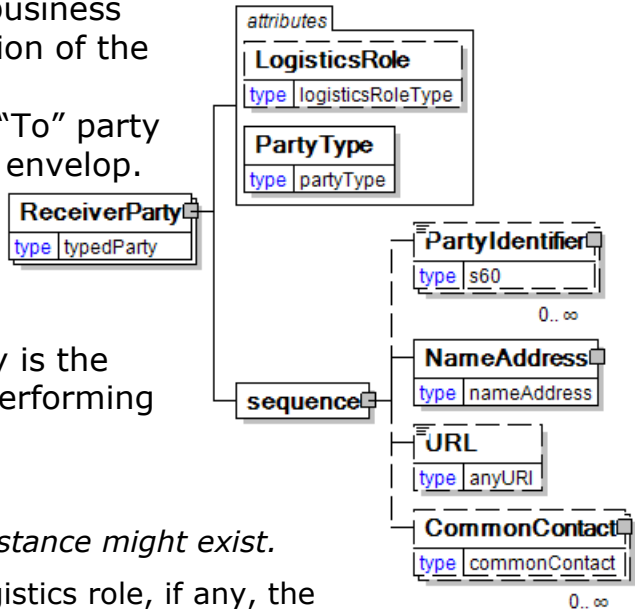 business
tion of the
“To” party
envelop.
y is the
erforming
stance might exist.
gistics role, if any, the
attributes
LogisticsRole
type logisticsRoleType
PartyType
type partyType
ReceiverParty
type typedParty
sequence
PartyIdentifier
type s60
0.. ∞
NameAddress
type nameAddress
URL
type anyURI
CommonContact
type commonContact
0.. ∞